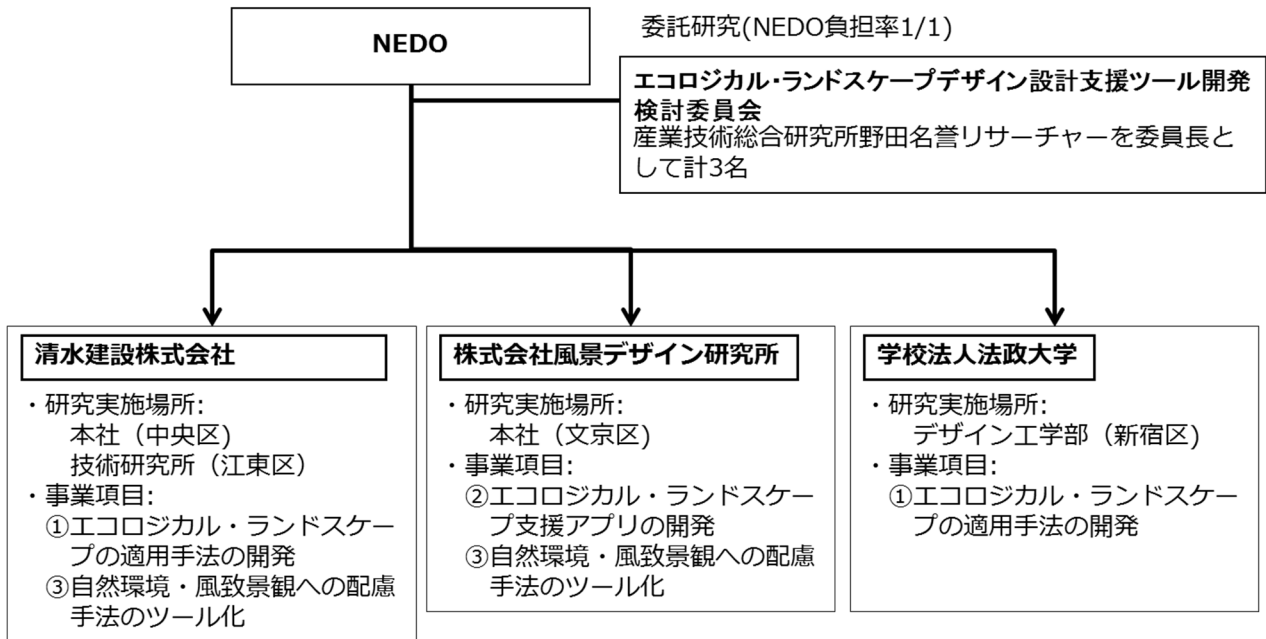 NEDO
委託研究(NEDO負担率1/1)
エコロジカル・ランドスケープデザイン設計支援ツール開発
検討委員会
産業技術総合研究所野田名誉リサーチャーを委員長と
して計3名
清水建設株式会社
・研究実施場所:
本社（中央区)
技術研究所（江東区）
・事業項目:
①エコロジカル・ランドスケー
プの適用手法の開発
③自然環境・風致景観への配慮
手法のツール化
株式会社風景デザイン研究所
・研究実施場所:
本社（文京区)
・事業項目:
②エコロジカル・ランドスケー
プ支援アプリの開発
③自然環境・風致景観への配慮
手法のツール化
学校法人法政大学
・研究実施場所:
デザイン工学部（新宿区)
・事業項目:
①エコロジカル・ランドスケー
プの適用手法の開発